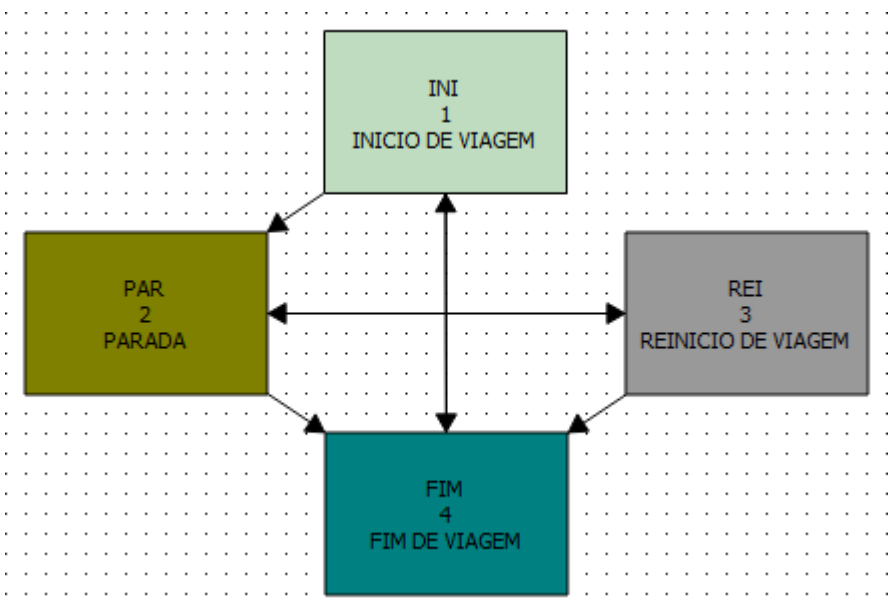 INI
1
INICIO DE VIAGEM
PAR
2
PARADA
REI
3
REINICIO DE VIAGEM
FIM
4
FIM DE VIAGEM